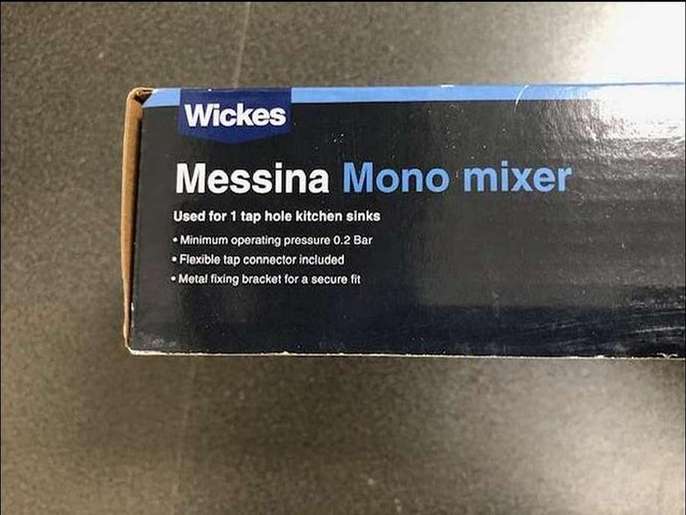 Wickes
Messina Mono mixer
Used for 1 tap hole kitchen sinks
• Minimum operating pressure 0.2 Bar
• Flexible tap connector included
• Metal fixing bracket for a secure fit